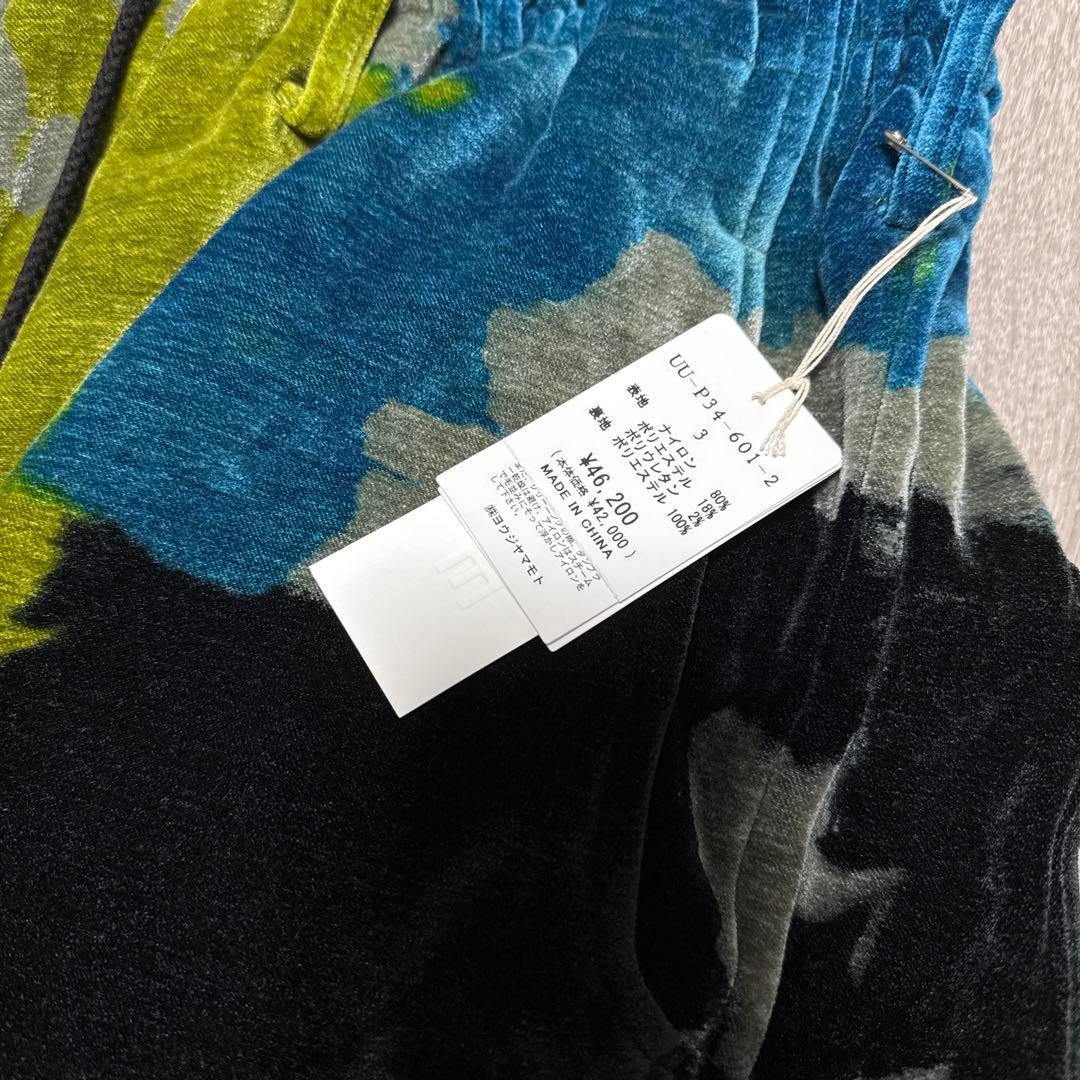 UU-P34-601-2
3
表地 ナイロン 80%
ポリエステル 18%
ポリウレタン 2%
裏地 ポリエステル 100%
¥46,200
(本体価格 ¥42,000)
MADE IN CHINA
(株)ヨウジヤマモト